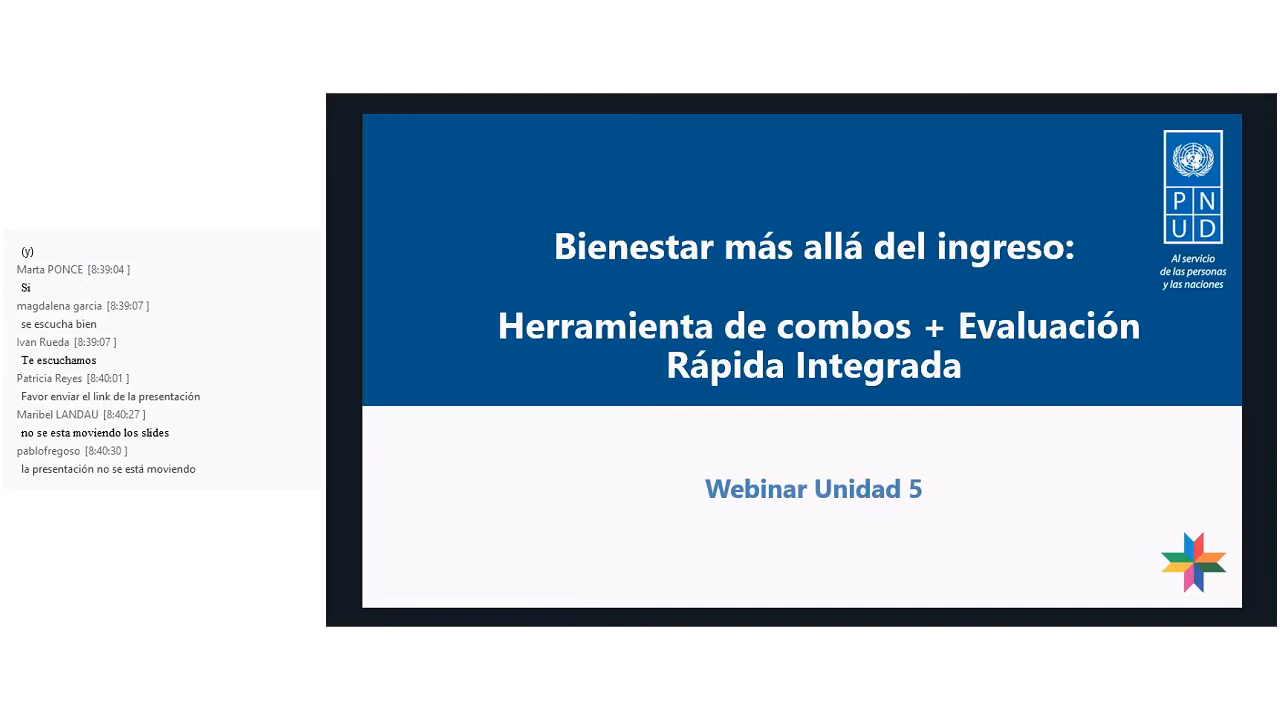 (y)
Marta PONCE [8:39:04 ]
Si
magdalena garcia [8:39:07 ]
se escucha bien
Ivan Rueda [8:39:07 ]
Te escuchamos
Patricia Reyes [8:40:01 ]
Favor enviar el link de la presentación
Maribel LANDAU [8:40:27 ]
no se esta moviendo los slides
pablofregoso [8:40:30 ]
la presentación no se está moviendo
Bienestar más allá del ingreso:
Herramienta de combos + Evaluación
Rápida Integrada
Webinar Unidad 5
P N
U D
Al servicio
de las personas
y las naciones